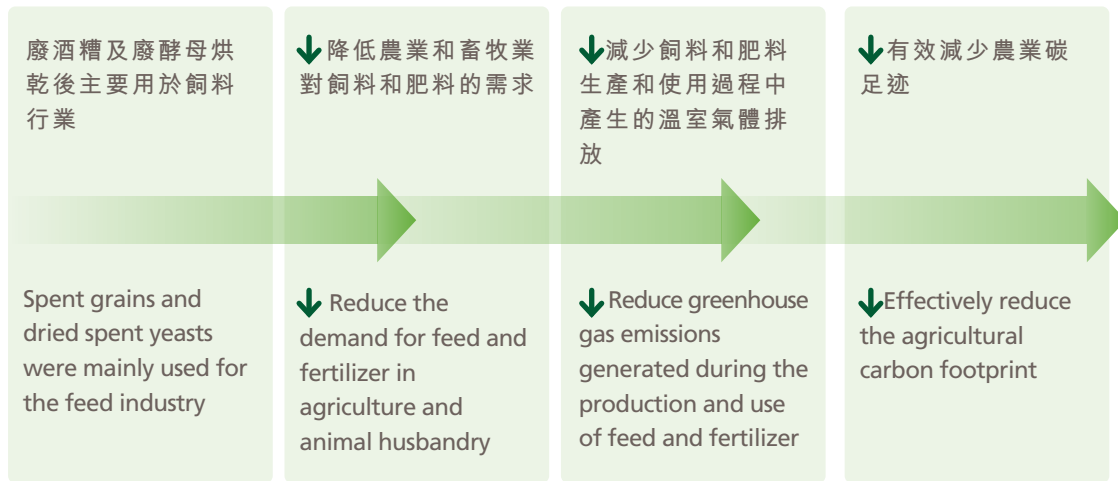 廢酒糟及廢酵母烘
乾後主要用於飼料
行業
降低農業和畜牧業
對飼料和肥料的需求
減少飼料和肥料
生產和使用過程中
產生的溫室氣體排
放
有效減少農業碳
足迹
Spent grains and
dried spent yeasts
were mainly used for
the feed industry
Reduce the
demand for feed and
fertilizer in
agriculture and
animal husbandry
Reduce greenhouse
gas emissions
generated during the
production and use
of feed and fertilizer
Effectively reduce
the agricultural
carbon footprint